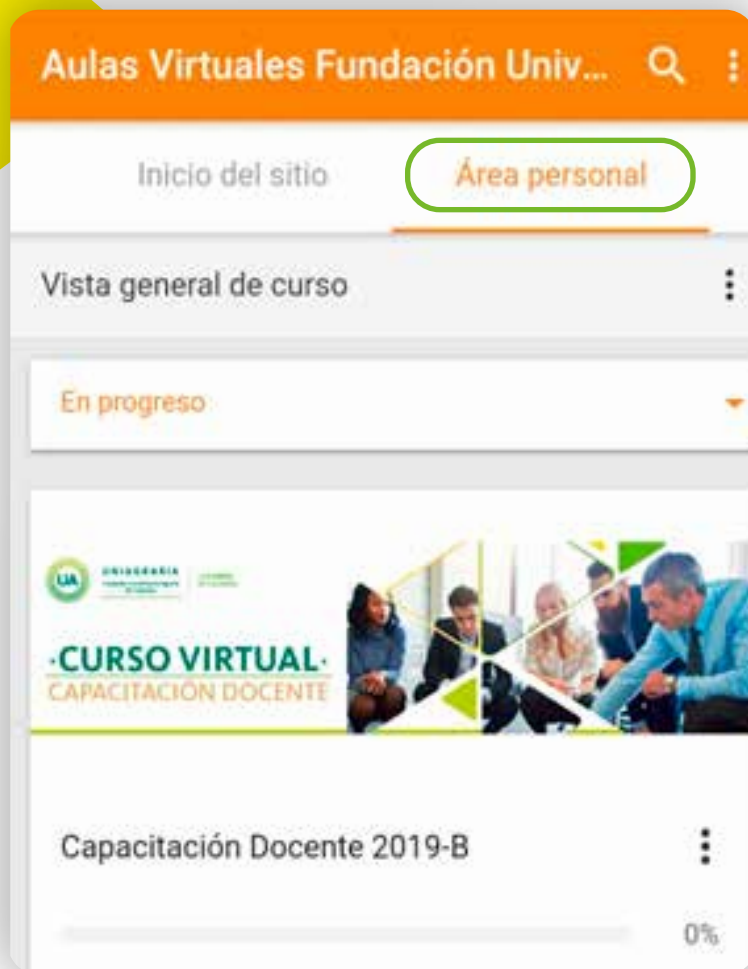 Aulas Virtuales Fundación Univ...
Inicio del sitio
Área personal
Vista general de curso
En progreso
UA
UNIAGRARIA
·CURSO VIRTUAL·
CAPACITACIÓN DOCENTE
Capacitación Docente 2019-B
0%